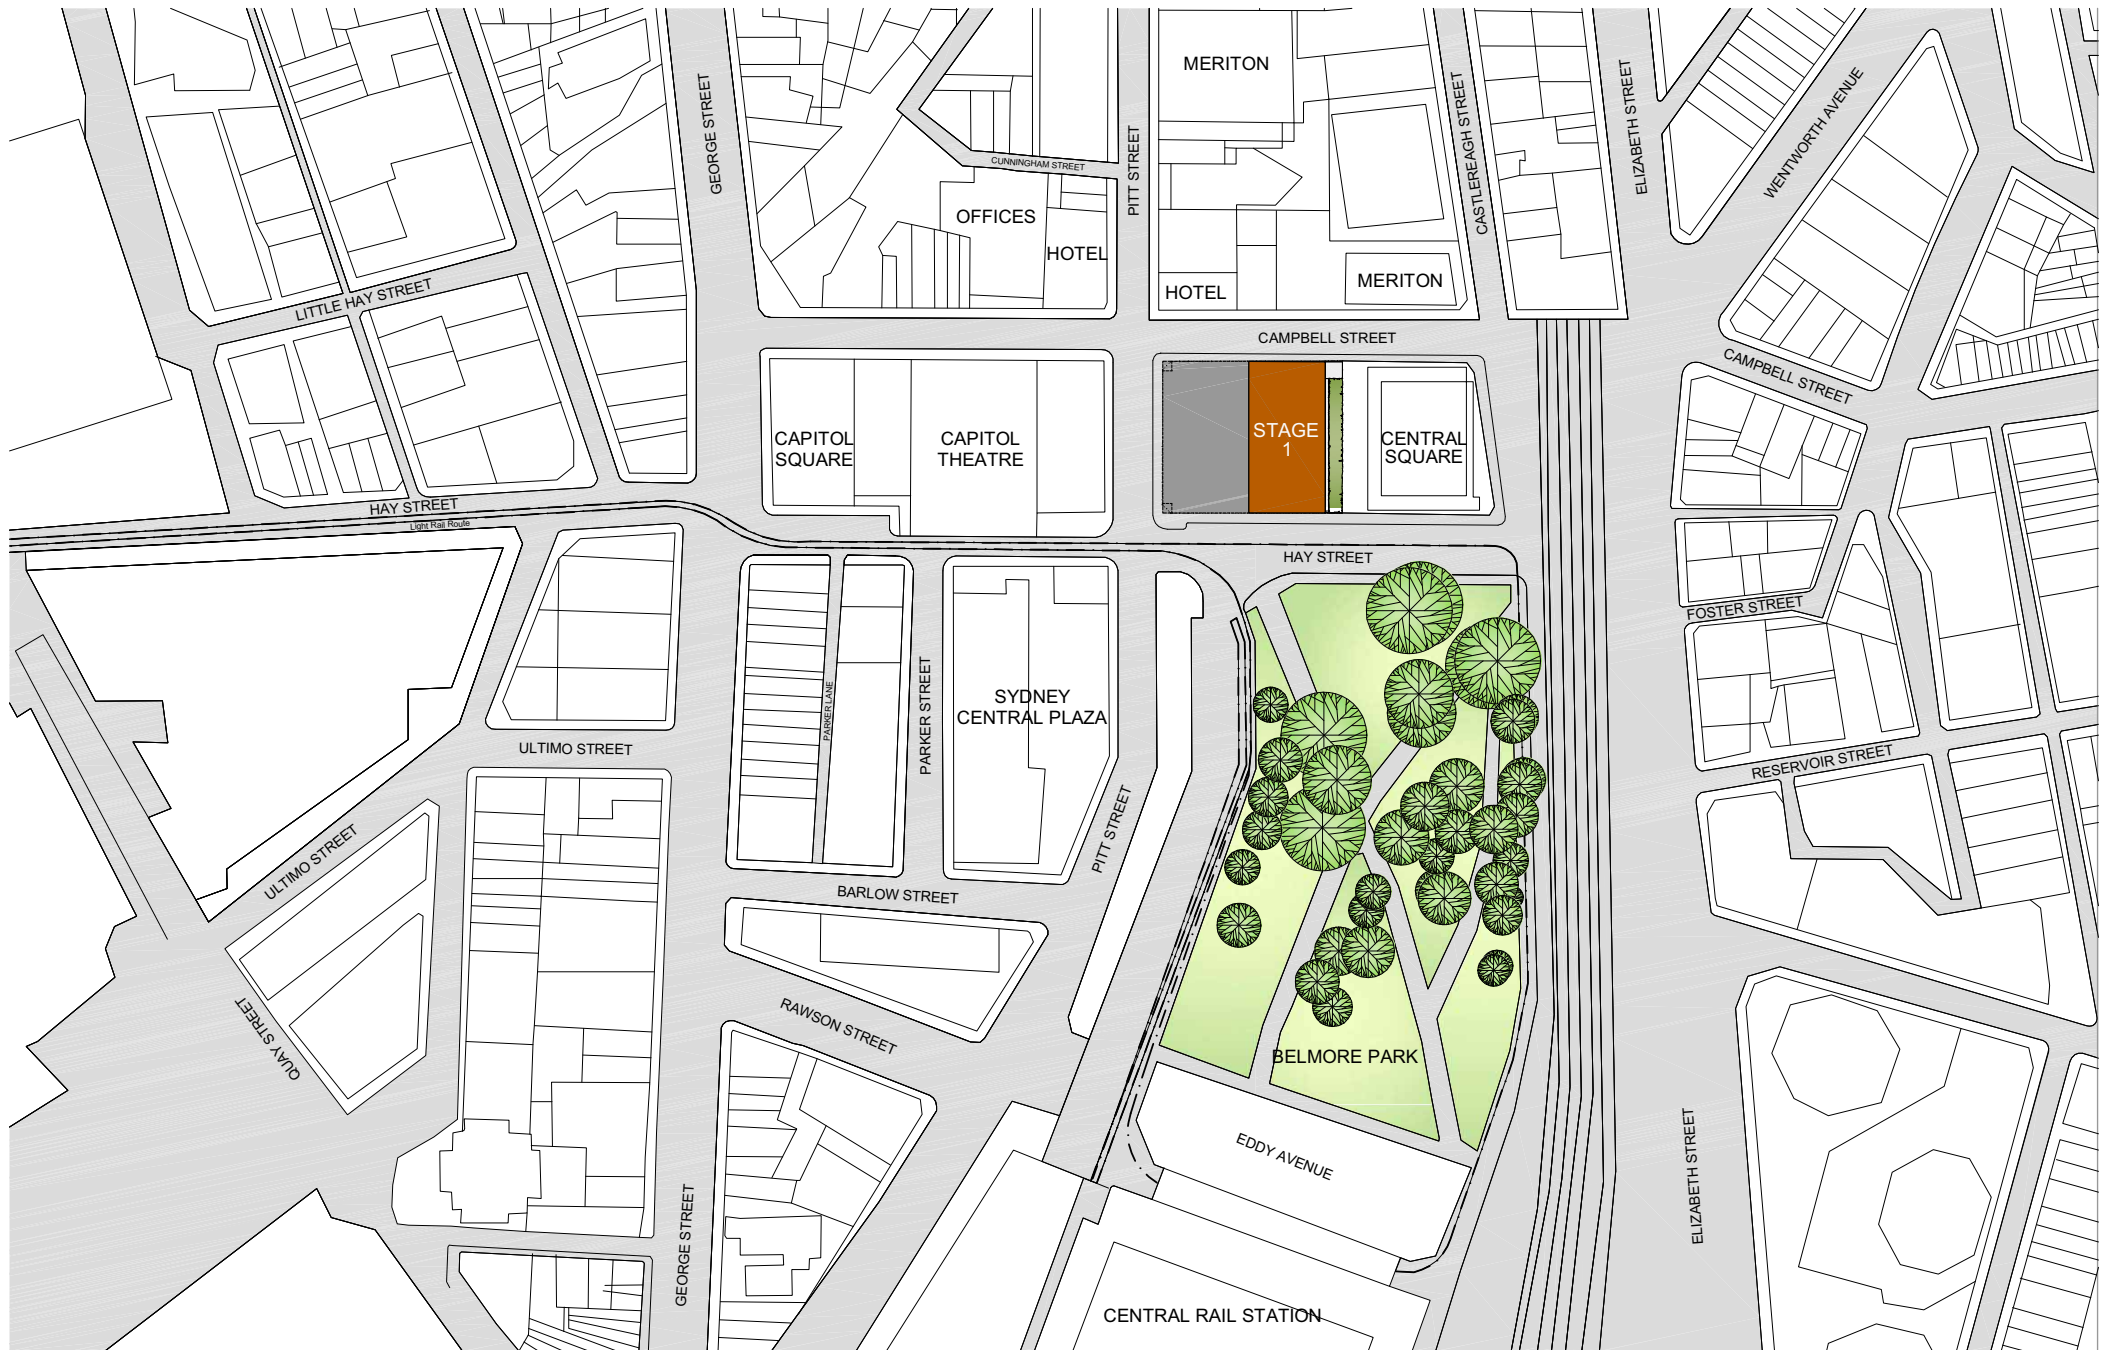 MERITON
GEORGE STREET
PITT STREET
CASTLEREAGH STREET
ELIZABETH STREET
WENTWORTH AVENUE
CUNNINGHAM STREET
OFFICES
HOTEL
HOTEL
MERITON
LITTLE HAY STREET
CAMPBELL STREET
CAMPBELL STREET
CAPITOL
SQUARE
CAPITOL
THEATRE
STAGE
1
CENTRAL
SQUARE
HAY STREET
Light Rail Route
HAY STREET
FOSTER STREET
PARKER LANE
PARKER STREET
SYDNEY
CENTRAL PLAZA
ULTIMO STREET
RESERVOIR STREET
PITT STREET
ULTIMO STREET
BARLOW STREET
QUAY STREET
RAWSON STREET
BELMORE PARK
EDDY AVENUE
ELIZABETH STREET
GEORGE STREET
CENTRAL RAIL STATION